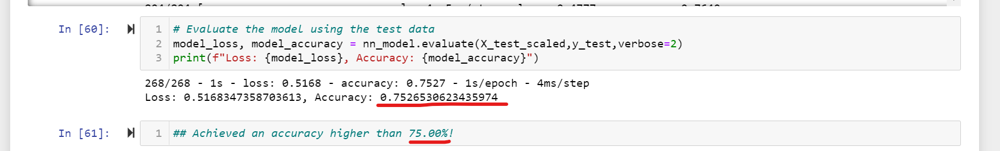 In [60]:
1 # Evaluate the model using the test data
2 model_loss, model_accuracy = nn_model.evaluate(X_test_scaled,y_test,verbose=2)
3 print(f"Loss: {model_loss}, Accuracy: {model_accuracy}")
268/268 - 1s - loss: 0.5168 - accuracy: 0.7527 - 1s/epoch - 4ms/step
Loss: 0.5168347358703613, Accuracy: 0.7526530623435974
In [61]:
1 ## Achieved an accuracy higher than 75.00%!